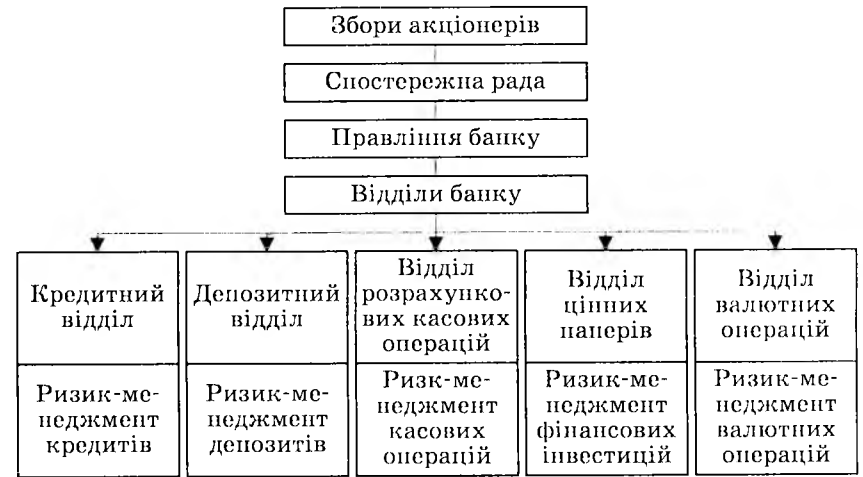 Збори акціонерів
Спостережна рада
Правління банку
Відділи банку
Кредитний
відділ
Депозитний
відділ
Відділ
розрахунко-
вих касових
операцій
Відділ
цінних
паперів
Відділ
валютних
операцій
Ризик-ме-
неджмент
кредитів
Ризик-ме-
неджмент
депозитів
Ризк-ме-
неджмент
касових
операцій
Ризик-ме-
неджмент
фінансових
інвестицій
Ризик-ме-
неджмент
валютних
операцій